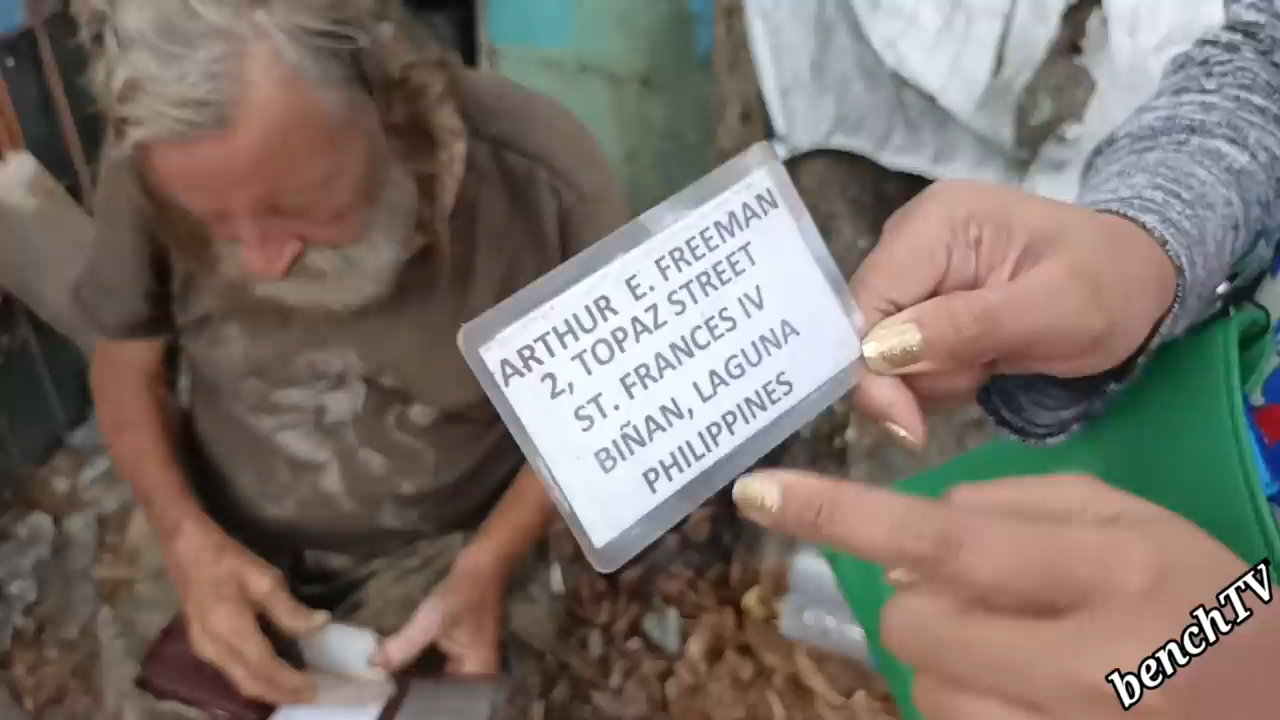 ARTHUR E. FREEMAN
2, TOPAZ STREET
ST. FRANCES IV
BIÑAN, LAGUNA
PHILIPPINES
benchTV